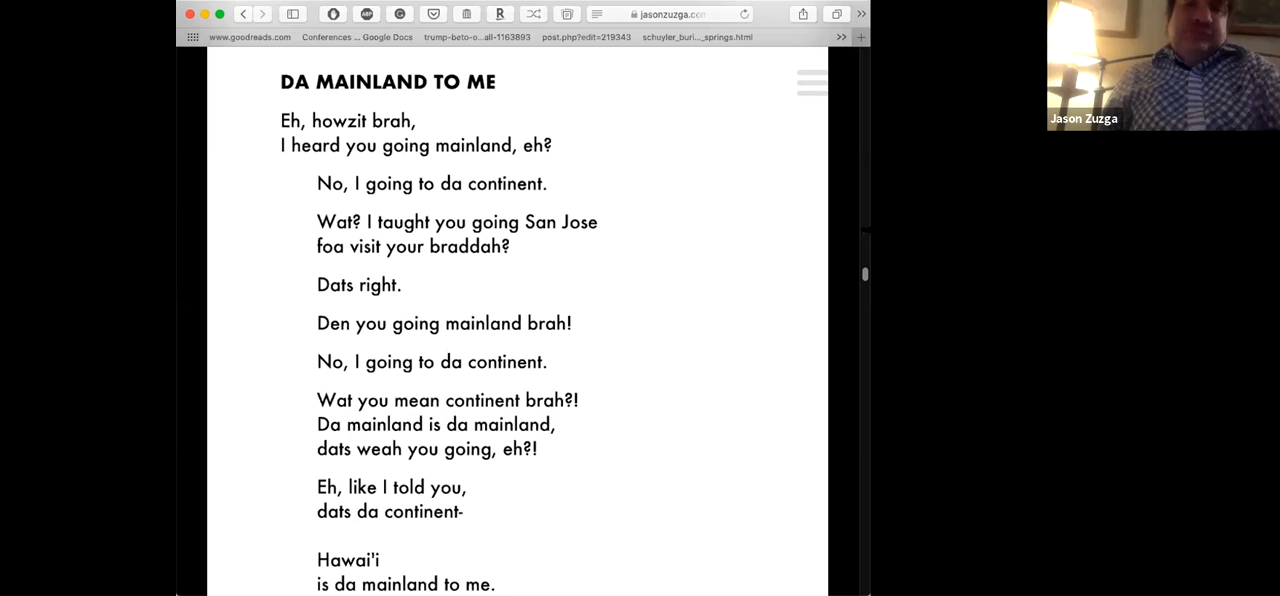 jasonzuzga.com
www.goodreads.com Conferences ... Google Docs trump-beto-o...all-1163893 post.php?edit=219343 schuyler_buri..._springs.html
DA MAINLAND TO ME
Eh, howzit brah,
I heard you going mainland, eh?
No, I going to da continent.
Wat? I taught you going San Jose
foa visit your braddah?
Dats right.
Den you going mainland brah!
No, I going to da continent.
Wat you mean continent brah?!
Da mainland is da mainland,
dats weah you going, eh?!
Eh, like I told you,
dats da continent-
Hawai'i
is da mainland to me.
Jason Zuzga